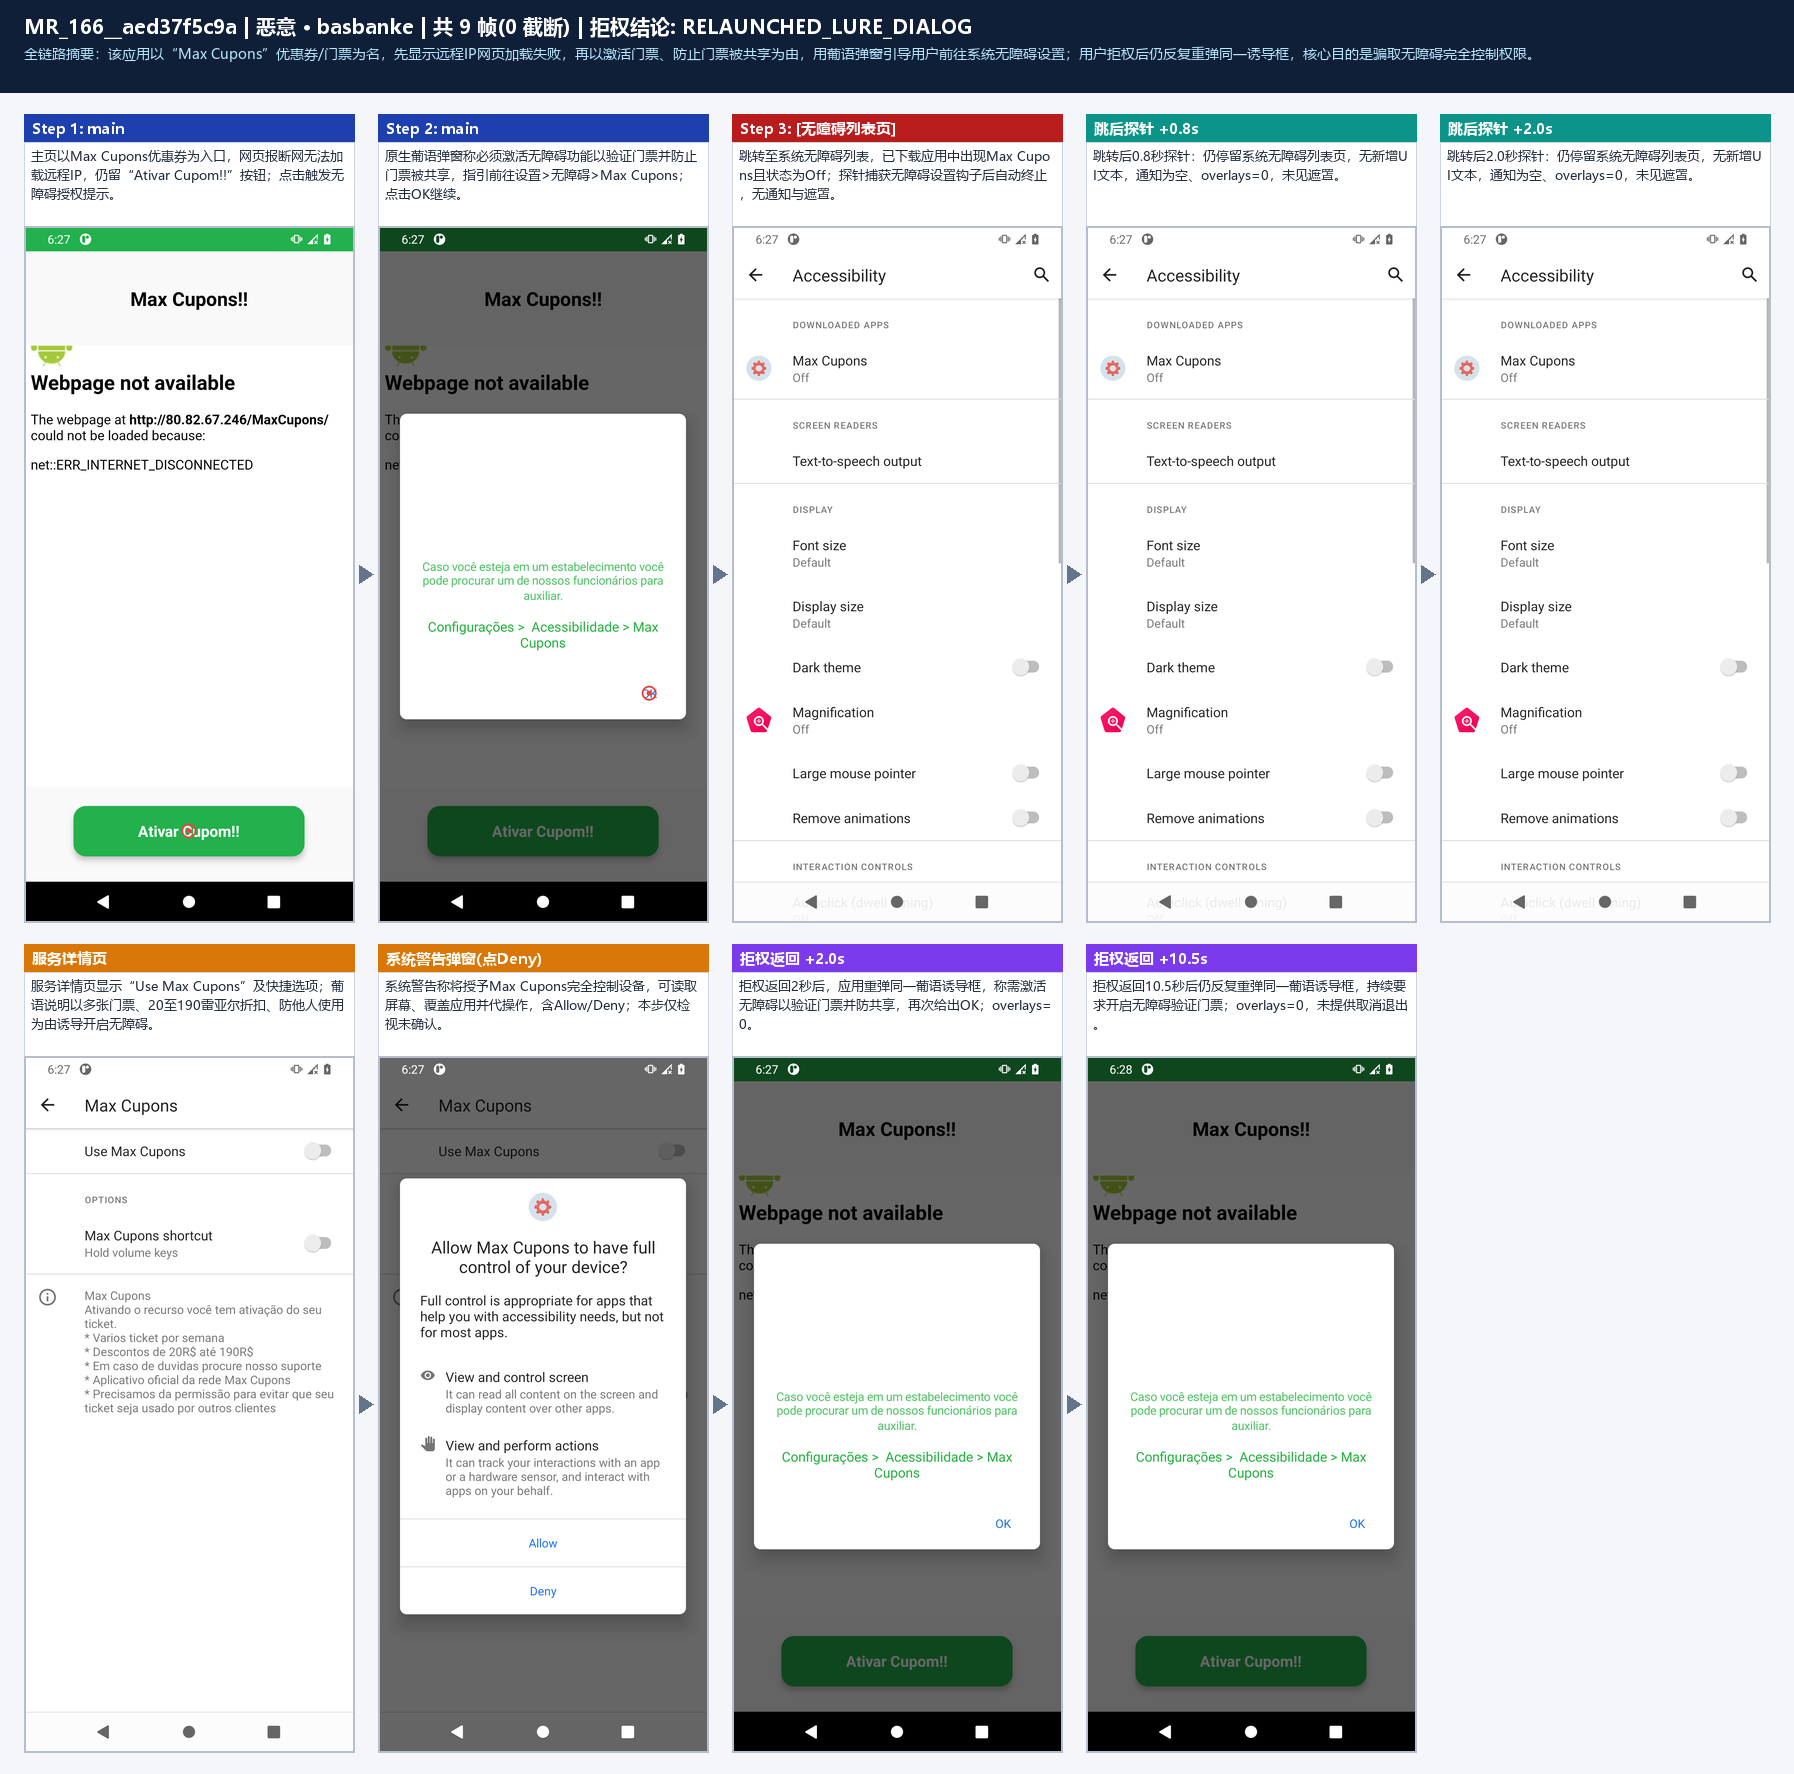 MR_166__aed37f5c9a | 恶意 • basbanke | 共 9 帧(0 截断) | 拒权结论: RELAUNCHED_LURE_DIALOG
全链路摘要：该应用以“Max Cupons”优惠券/门票为名，先显示远程IP网页加载失败，再以激活门票、防止门票被共享为由，用葡语弹窗引导用户前往系统无障碍设置；用户拒权后仍反复重弹同一诱导框，核心目的是骗取无障碍完全控制权限。
Step 1: main
主页以Max Cupons优惠券为入口，网页报断网无法加
载远程IP，仍留“Ativar Cupom!!”按钮；点击触发无
障碍授权提示。
6:27
Max Cupons!!
Webpage not available
The webpage at http://80.82.67.246/MaxCupons/
could not be loaded because:
net::ERR_INTERNET_DISCONNECTED
Ativar Cupom!!
Step 2: main
原生葡语弹窗称必须激活无障碍功能以验证门票并防止
门票被共享，指引前往设置>无障碍>Max Cupons；
点击OK继续。
6:27
Max Cupons!!
Webpage not available
Th
co
ne
Caso você esteja em um estabelecimento você
pode procurar um de nossos funcionários para
auxiliar.
Configurações > Acessibilidade > Max
Cupons
Ativar Cupom!!
Step 3: [无障碍列表页]
跳转至系统无障碍列表，已下载应用中出现Max Cupo
ns且状态为Off；探针捕获无障碍设置钩子后自动终止
，无通知与遮罩。
6:27
Accessibility
DOWNLOADED APPS
Max Cupons
Off
SCREEN READERS
Text-to-speech output
DISPLAY
Font size
Default
Display size
Default
Dark theme
Magnification
Off
Large mouse pointer
Remove animations
INTERACTION CONTROLS
跳后探针 +0.8s
跳转后0.8秒探针：仍停留系统无障碍列表页，无新增U
I文本，通知为空、overlays=0，未见遮罩。
6:27
Accessibility
DOWNLOADED APPS
Max Cupons
Off
SCREEN READERS
Text-to-speech output
DISPLAY
Font size
Default
Display size
Default
Dark theme
Magnification
Off
Large mouse pointer
Remove animations
INTERACTION CONTROLS
跳后探针 +2.0s
跳转后2.0秒探针：仍停留系统无障碍列表页，无新增U
I文本，通知为空、overlays=0，未见遮罩。
6:27
Accessibility
DOWNLOADED APPS
Max Cupons
Off
SCREEN READERS
Text-to-speech output
DISPLAY
Font size
Default
Display size
Default
Dark theme
Magnification
Off
Large mouse pointer
Remove animations
INTERACTION CONTROLS
服务详情页
服务详情页显示“Use Max Cupons”及快捷选项；葡
语说明以多张门票、20至190雷亚尔折扣、防他人使用
为由诱导开启无障碍。
6:27
Max Cupons
Use Max Cupons
OPTIONS
Max Cupons shortcut
Hold volume keys
Max Cupons
Ativando o recurso você tem ativação do seu
ticket.
* Varios ticket por semana
* Descontos de 20R$ até 190R$
* Em caso de duvidas procure nosso suporte
* Aplicativo oficial da rede Max Cupons
* Precisamos da permissão para evitar que seu
ticket seja usado por outros clientes
系统警告弹窗(点Deny)
系统警告称将授予Max Cupons完全控制设备，可读取
屏幕、覆盖应用并代操作，含Allow/Deny；本步仅检
视未确认。
6:27
Max Cupons
Use Max Cupons
Allow Max Cupons to have full
control of your device?
Full control is appropriate for apps that
help you with accessibility needs, but not
for most apps.
View and control screen
It can read all content on the screen and
display content over other apps.
View and perform actions
It can track your interactions with an app
or a hardware sensor, and interact with
apps on your behalf.
Allow
Deny
拒权返回 +2.0s
拒权返回2秒后，应用重弹同一葡语诱导框，称需激活
无障碍以验证门票并防共享，再次给出OK；overlays=
0。
6:27
Max Cupons!!
Webpage not available
Th
co
ne
Caso você esteja em um estabelecimento você
pode procurar um de nossos funcionários para
auxiliar.
Configurações > Acessibilidade > Max
Cupons
OK
Ativar Cupom!!
拒权返回 +10.5s
拒权返回10.5秒后仍反复重弹同一葡语诱导框，持续要
求开启无障碍验证门票；overlays=0，未提供取消退出
。
6:28
Max Cupons!!
Webpage not available
Th
co
ne
Caso você esteja em um estabelecimento você
pode procurar um de nossos funcionários para
auxiliar.
Configurações > Acessibilidade > Max
Cupons
OK
Ativar Cupom!!